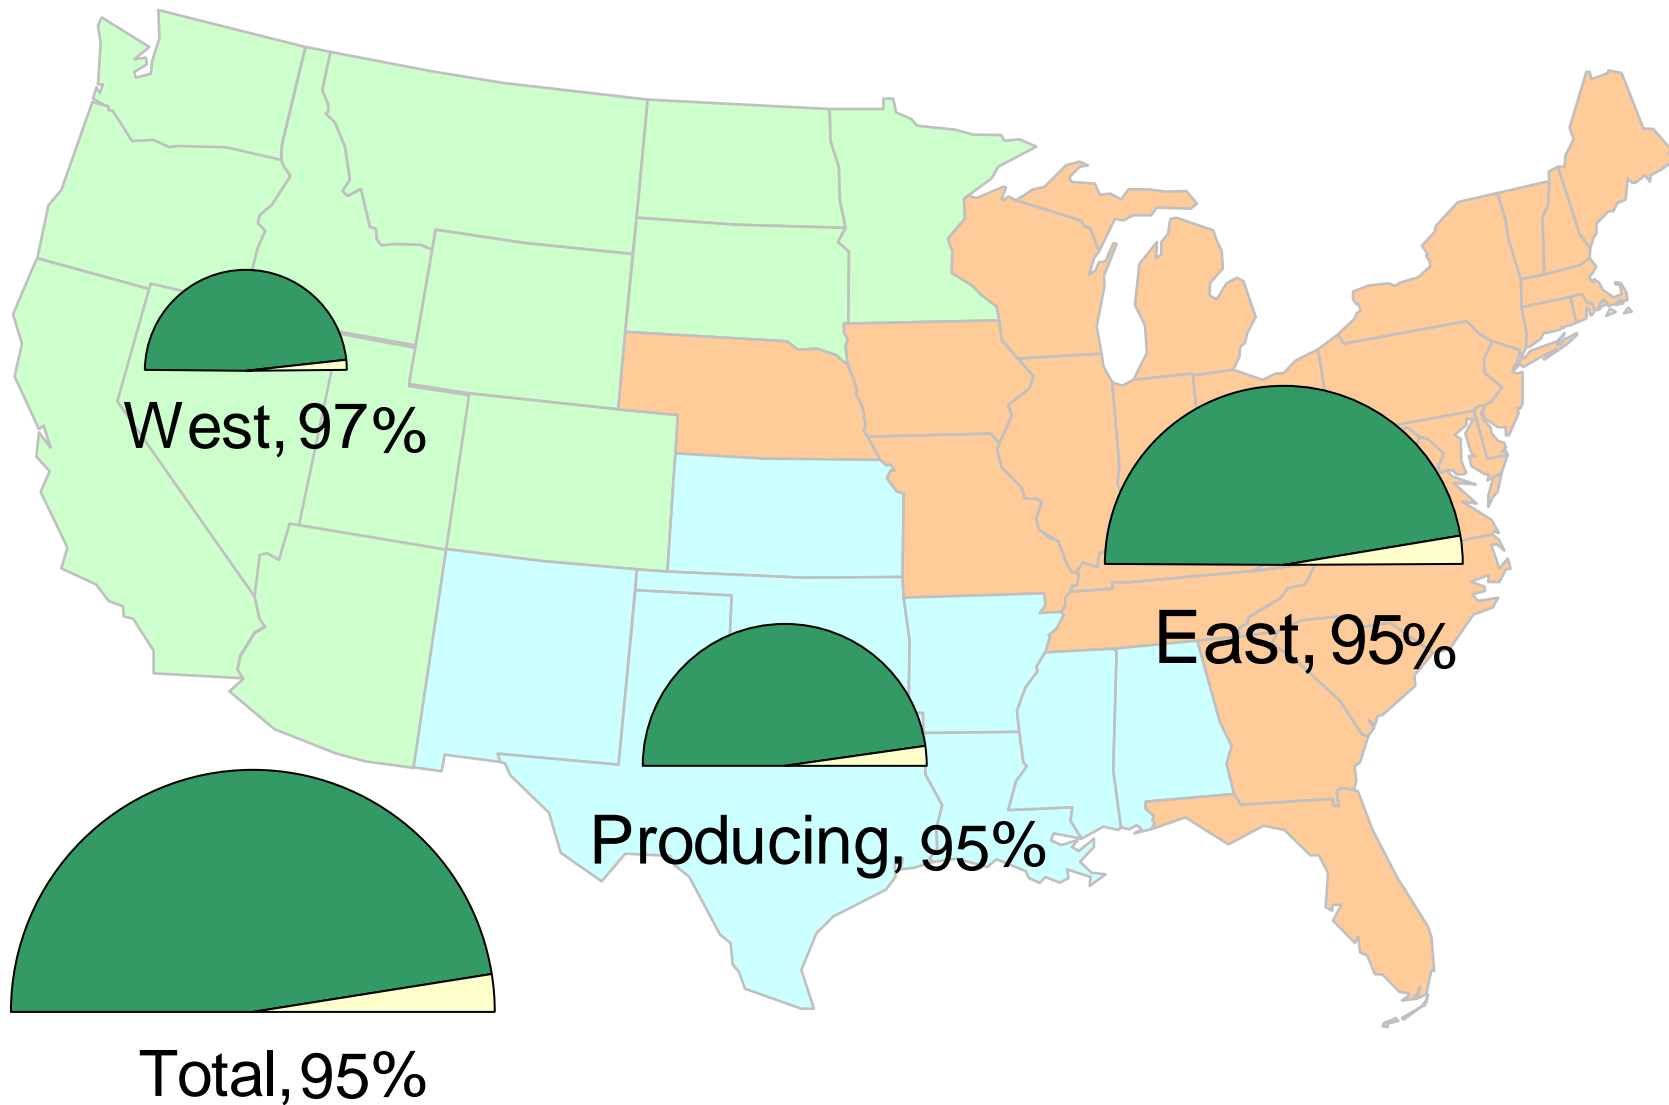 West, 97%
East, 95%
Producing, 95%
Total, 95%